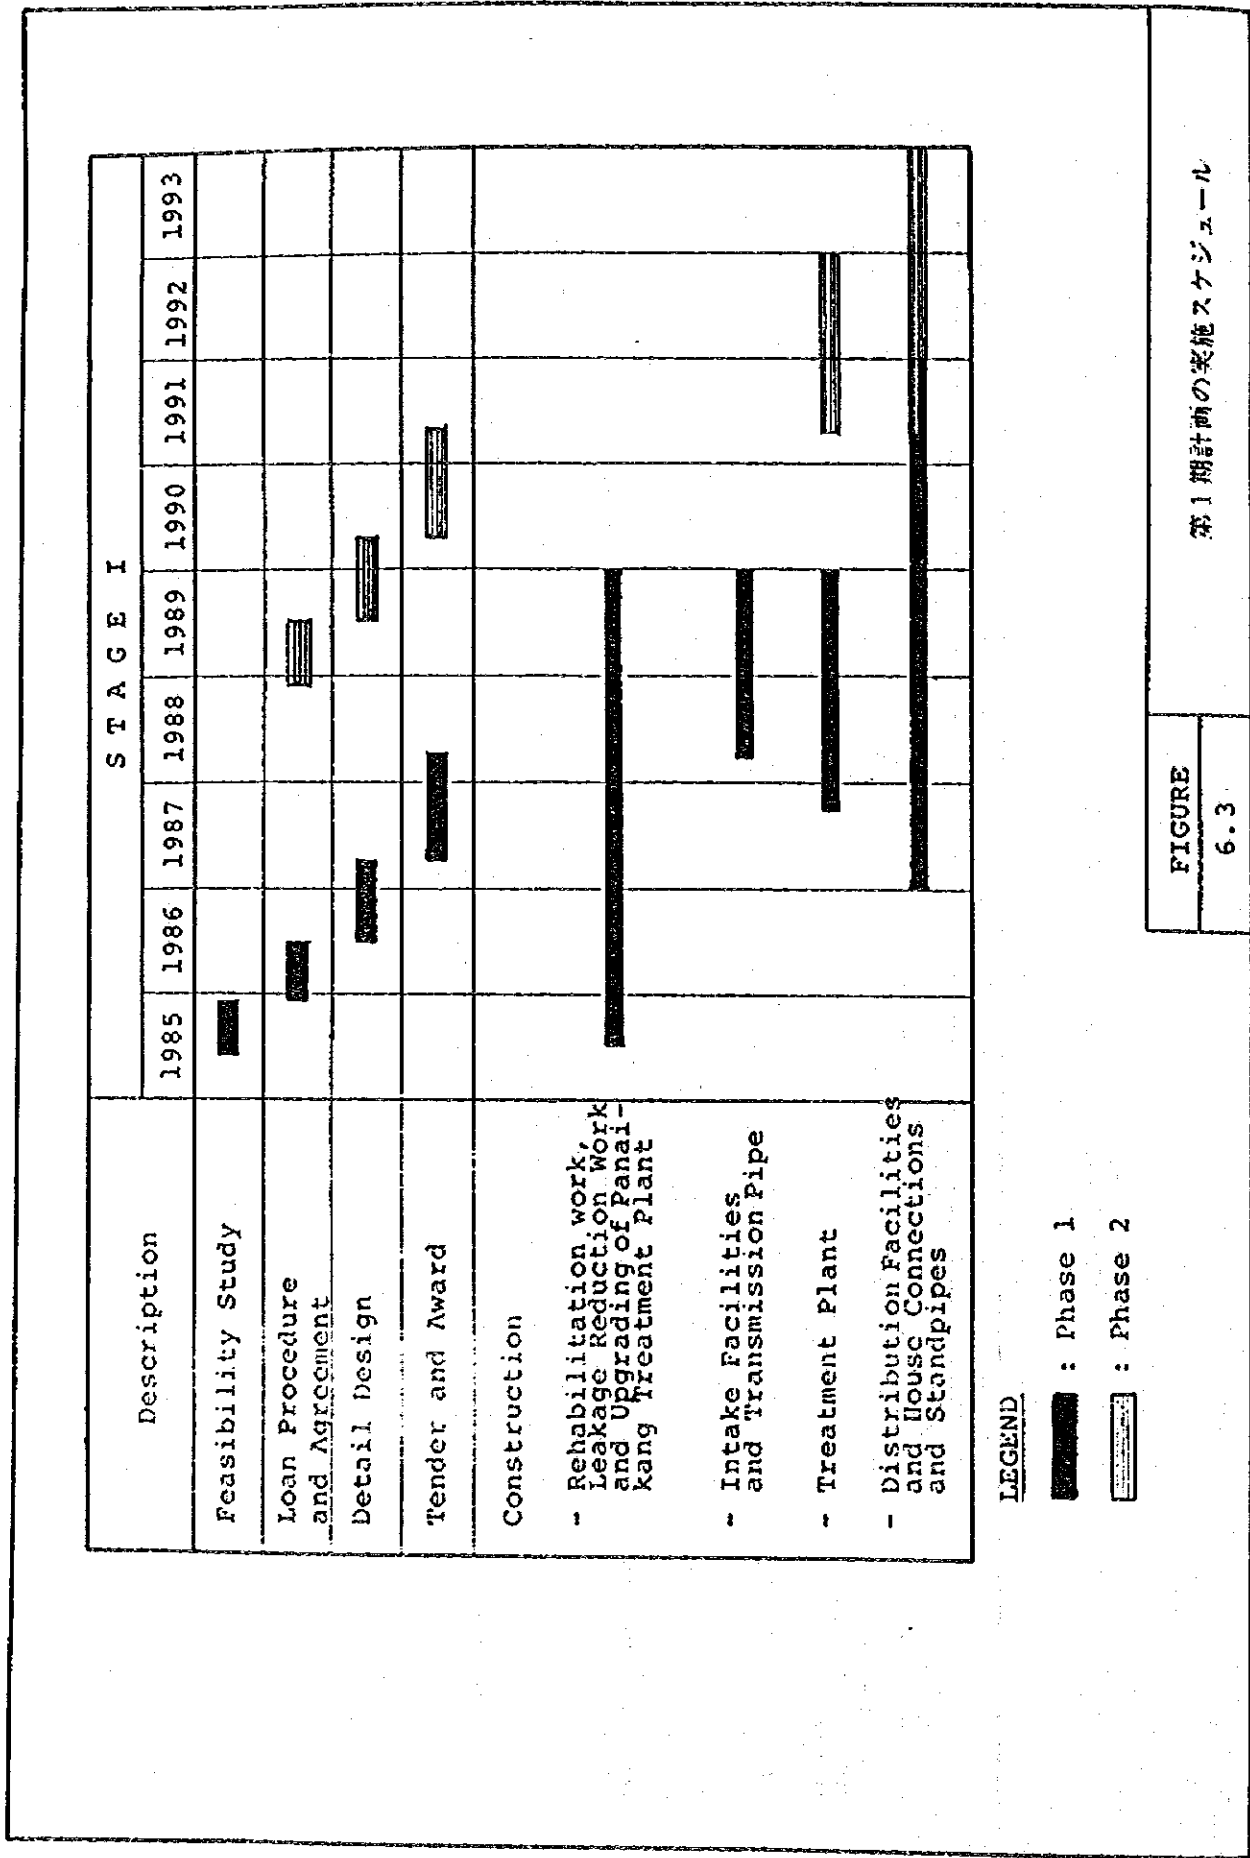 Description
STAGE I
1985 1986 1987 1988 1989 1990 1991 1992 1993
Feasibility Study
Loan Procedure
and Agreement
Detail Design
Tender and Award
Construction
- Rehabilitation work,
Leakage Reduction Work
and Upgrading of Panai-
kang Treatment Plant
- Intake Facilities
and Transmission Pipe
- Treatment Plant
- Distribution Facilities
and House Connections
and Standpipes
LEGEND
: Phase 1
: Phase 2
FIGURE
6.3
第1期計画の実施スケジュール